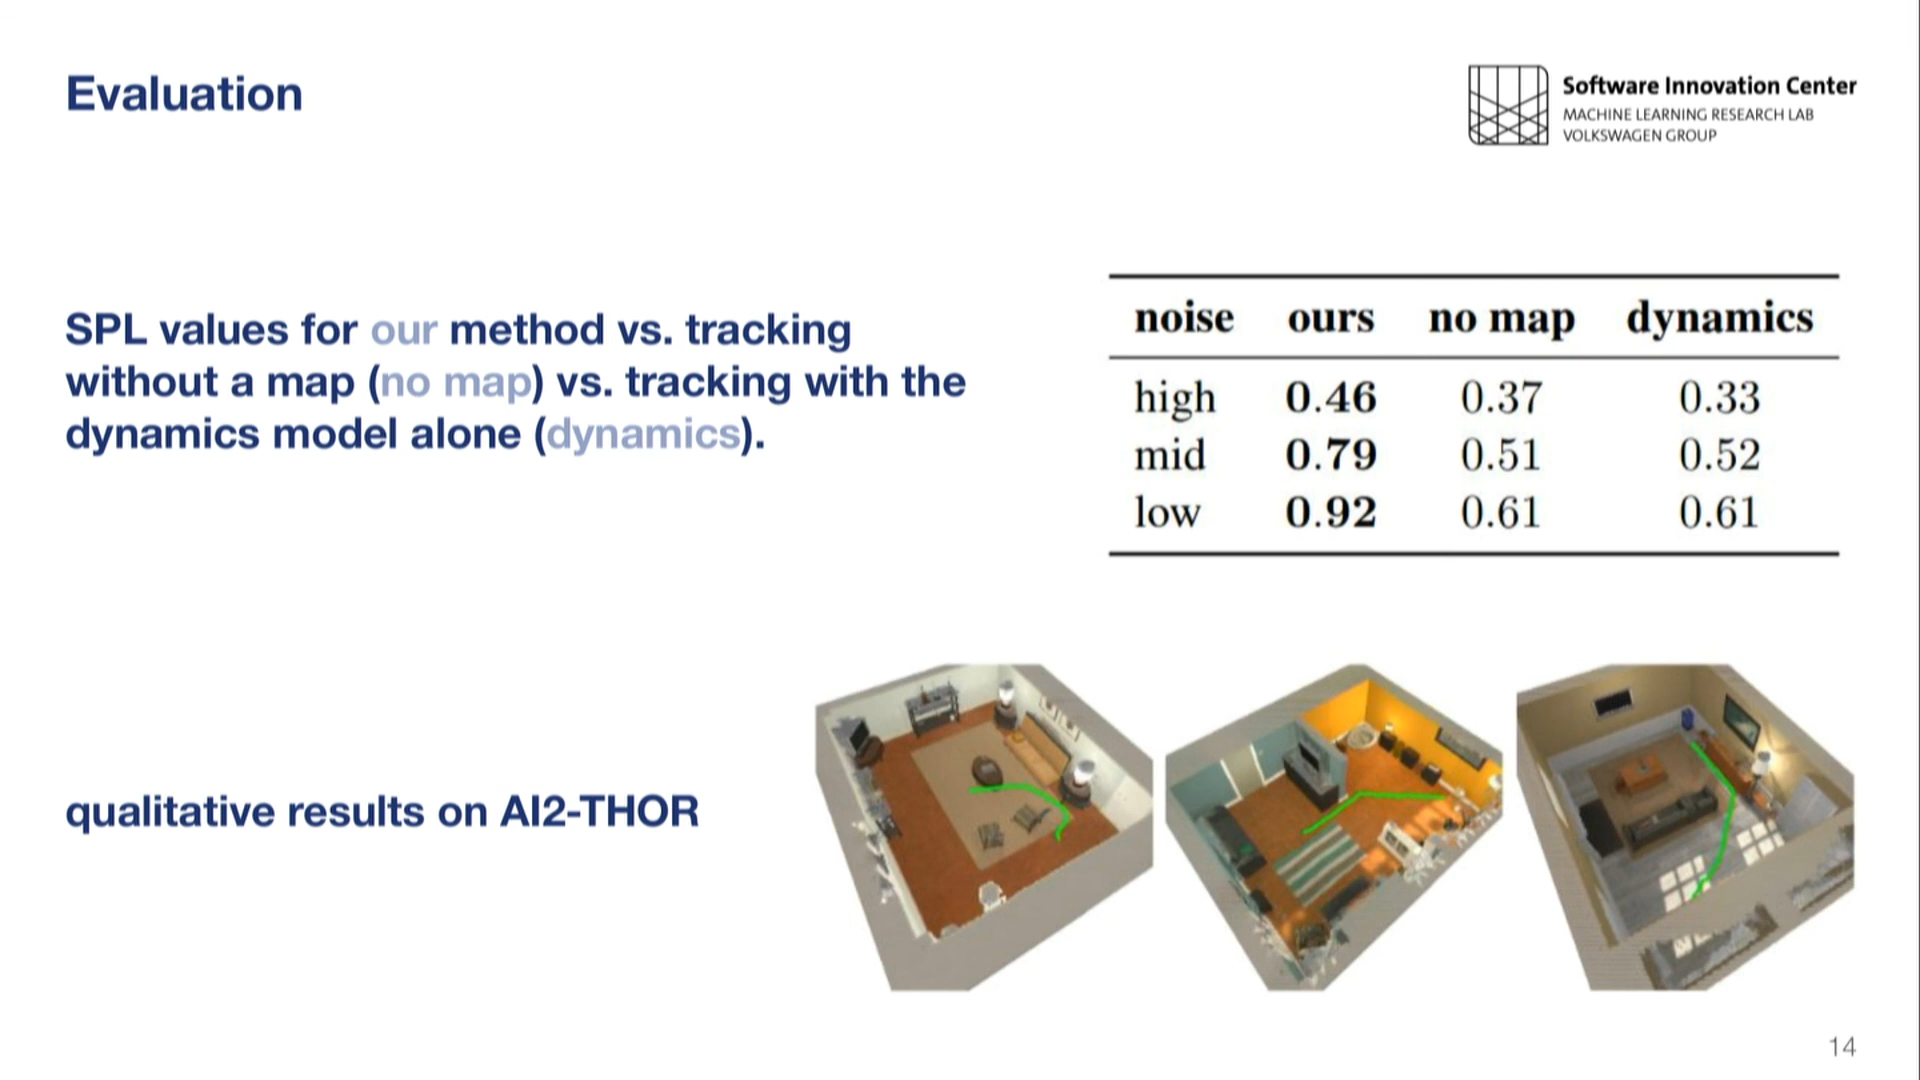 Evaluation
Software Innovation Center
MACHINE LEARNING RESEARCH LAB
VOLKSWAGEN GROUP
SPL values for our method vs. tracking
without a map (no map) vs. tracking with the
dynamics model alone (dynamics).
noise ours no map dynamics
high 0.46 0.37 0.33
mid 0.79 0.51 0.52
low 0.92 0.61 0.61
qualitative results on AI2-THOR
14